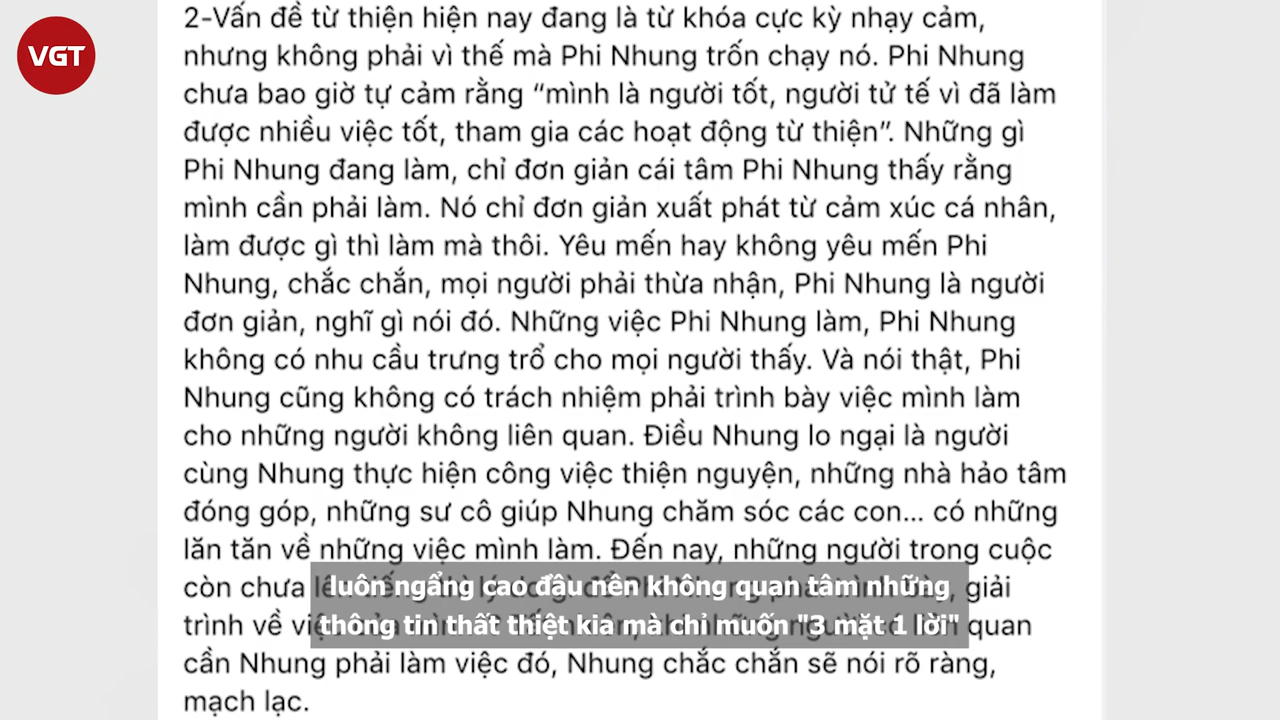 VGT
2-Vấn đề từ thiện hiện nay đang là từ khóa cực kỳ nhạy cảm,
nhưng không phải vì thế mà Phi Nhung trốn chạy nó. Phi Nhung
chưa bao giờ tự cảm rằng “mình là người tốt, người tử tế vì đã làm
được nhiều việc tốt, tham gia các hoạt động từ thiện”. Những gì
Phi Nhung đang làm, chỉ đơn giản cái tâm Phi Nhung thấy rằng
mình cần phải làm. Nó chỉ đơn giản xuất phát từ cảm xúc cá nhân,
làm được gì thì làm mà thôi. Yêu mến hay không yêu mến Phi
Nhung, chắc chắn, mọi người phải thừa nhận, Phi Nhung là người
đơn giản, nghĩ gì nói đó. Những việc Phi Nhung làm, Phi Nhung
không có nhu cầu trưng trổ cho mọi người thấy. Và nói thật, Phi
Nhung cũng không có trách nhiệm phải trình bày việc mình làm
cho những người không liên quan. Điều Nhung lo ngại là người
cùng Nhung thực hiện công việc thiện nguyện, những nhà hảo tâm
đóng góp, những sư cô giúp Nhung chăm sóc các con... có những
lăn tăn về những việc mình làm. Đến nay, những người trong cuộc
còn chưa giải
trình về quan
luôn ngẩng cao đầu nên không quan tâm những
thông tin thất thiệt kia mà chỉ muốn "3 mặt 1 lời"
cần Nhung phải làm việc đó, Nhung chắc chắn sẽ nói rõ ràng,
mạch lạc.